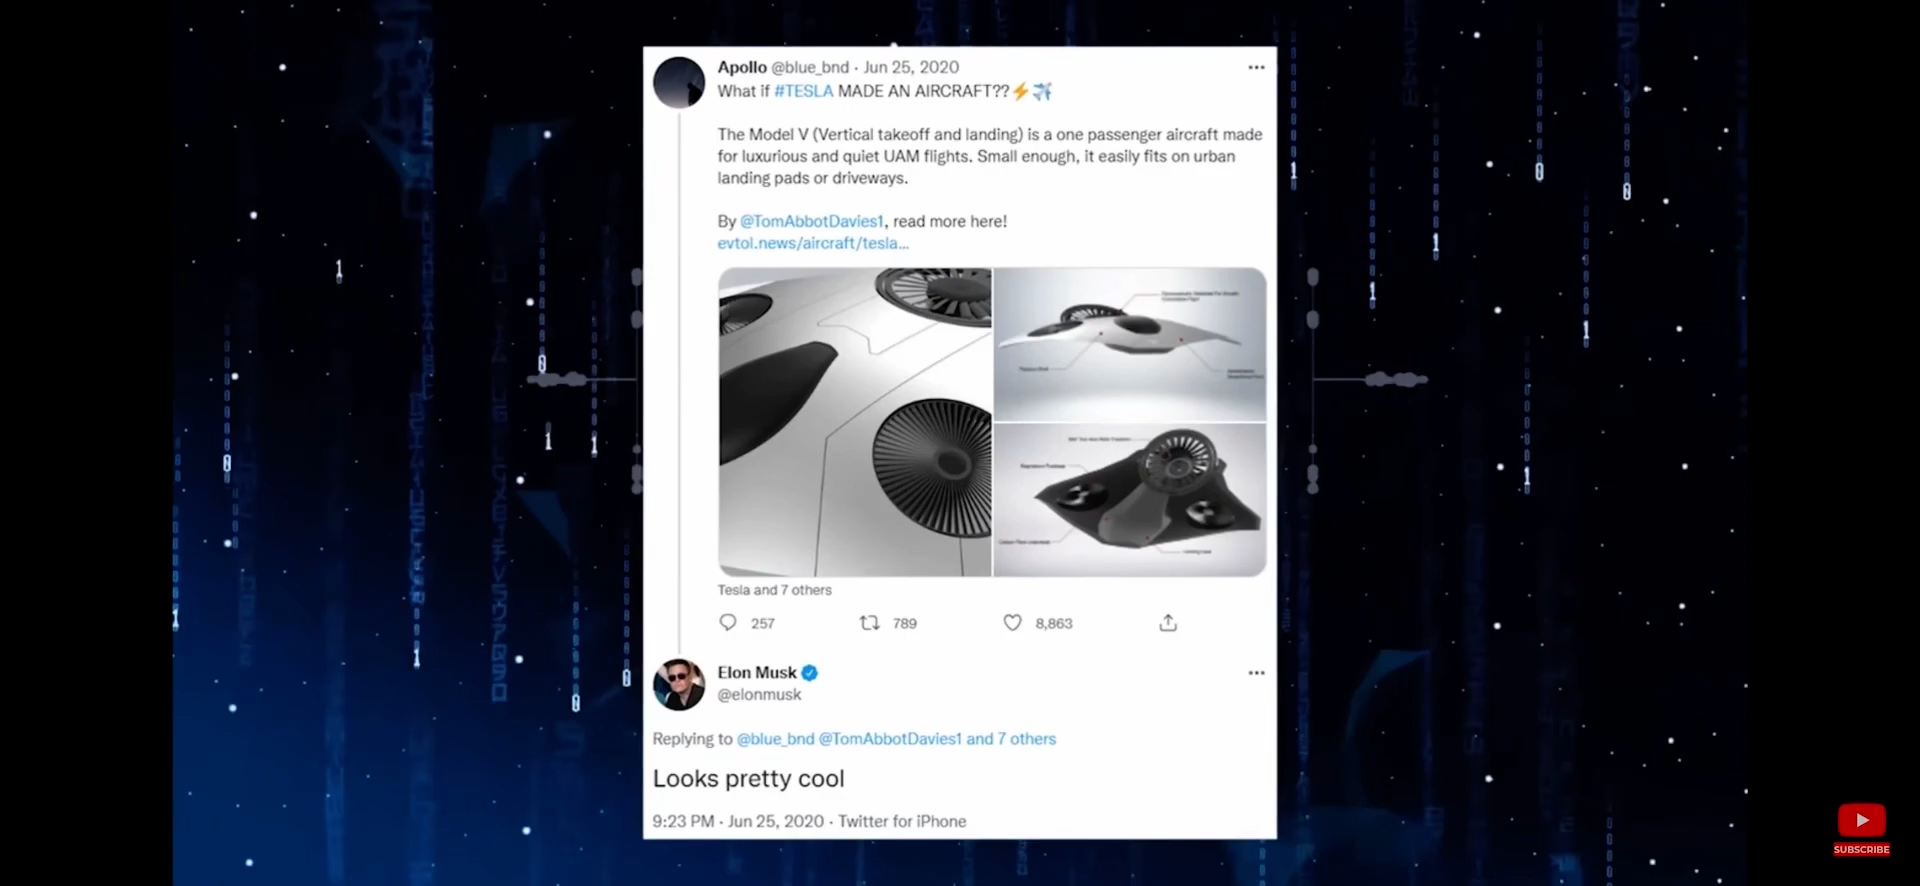 Apollo @blue_bnd · Jun 25, 2020
What if #TESLA MADE AN AIRCRAFT??⚡✈️
The Model V (Vertical takeoff and landing) is a one passenger aircraft made
for luxurious and quiet UAM flights. Small enough, it easily fits on urban
landing pads or driveways.
By @TomAbbotDavies1, read more here!
evtol.news/aircraft/tesla...
Tesla and 7 others
257 789 8,863
Elon Musk
@elonmusk
Replying to @blue_bnd @TomAbbotDavies1 and 7 others
Looks pretty cool
9:23 PM · Jun 25, 2020 · Twitter for iPhone
SUBSCRIBE